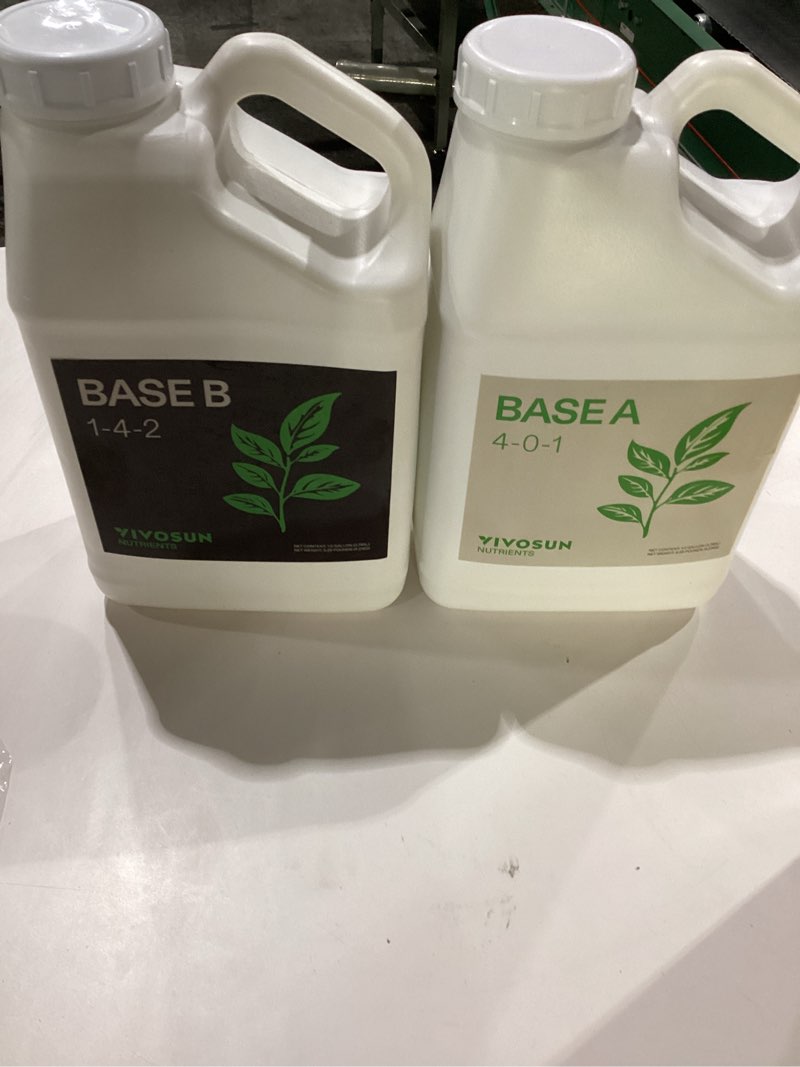 BASE B
1-4-2
VIVOSUN
NUTRIENTS
BASE A
4-0-1
VIVOSUN
NUTRIENTS